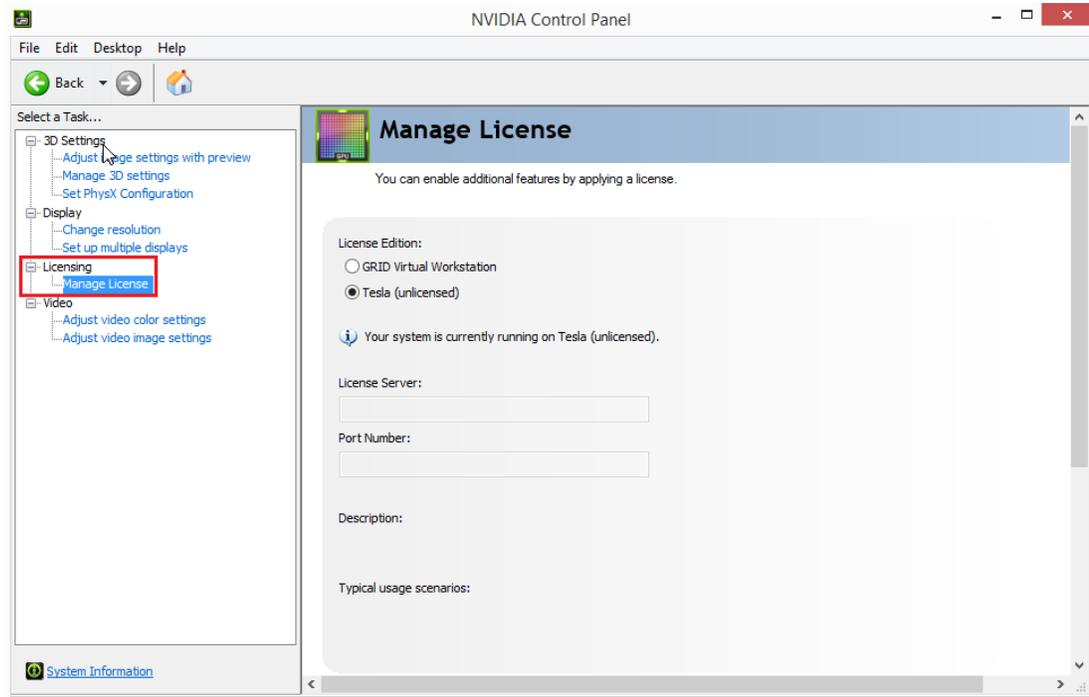 NVIDIA Control Panel
File Edit Desktop Help
Back
Select a Task...
3D Settings
Adjust image settings with preview
Manage 3D settings
Set PhysX Configuration
Display
Change resolution
Set up multiple displays
Licensing
Manage License
Video
Adjust video color settings
Adjust video image settings
System Information
GPU
Manage License
You can enable additional features by applying a license.
License Edition:
GRID Virtual Workstation
Tesla (unlicensed)
Your system is currently running on Tesla (unlicensed).
License Server:
Port Number:
Description:
Typical usage scenarios: